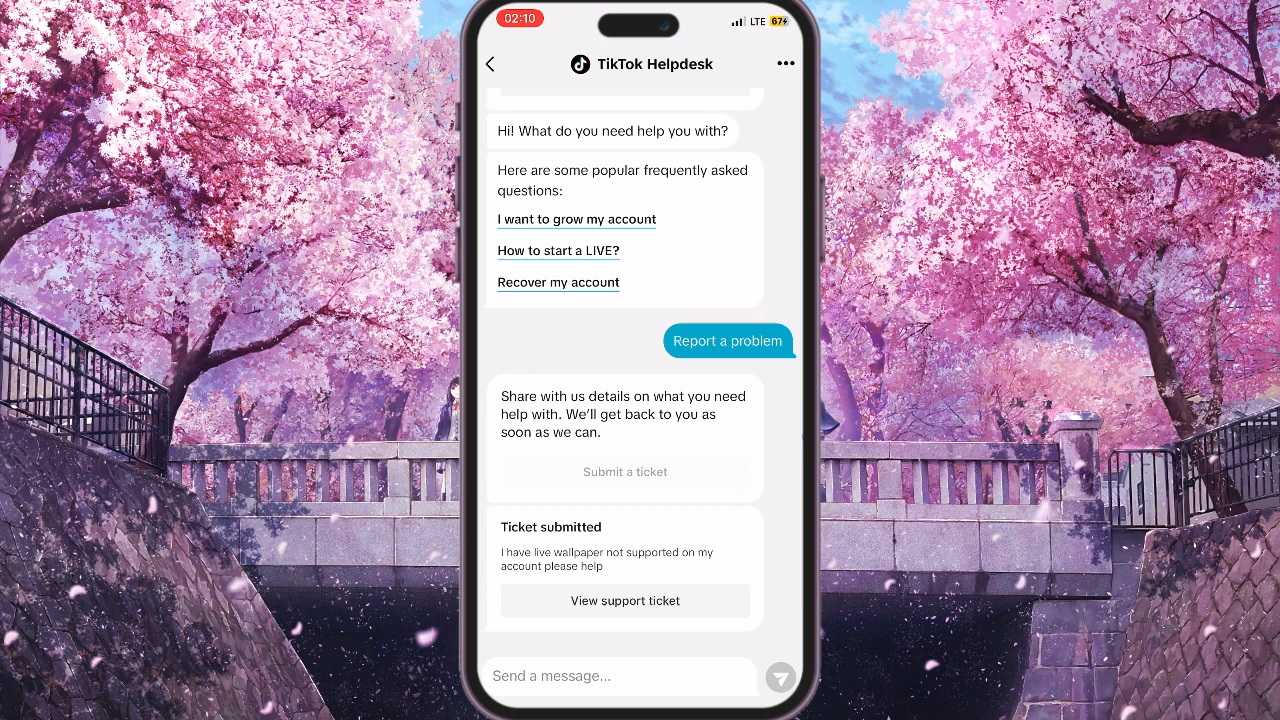 02:10
LTE 67
TikTok Helpdesk
Hi! What do you need help you with?
Here are some popular frequently asked
questions:
I want to grow my account
How to start a LIVE?
Recover my account
Report a problem
Share with us details on what you need
help with. We’ll get back to you as
soon as we can.
Submit a ticket
Ticket submitted
I have live wallpaper not supported on my
account please help
View support ticket
Send a message...